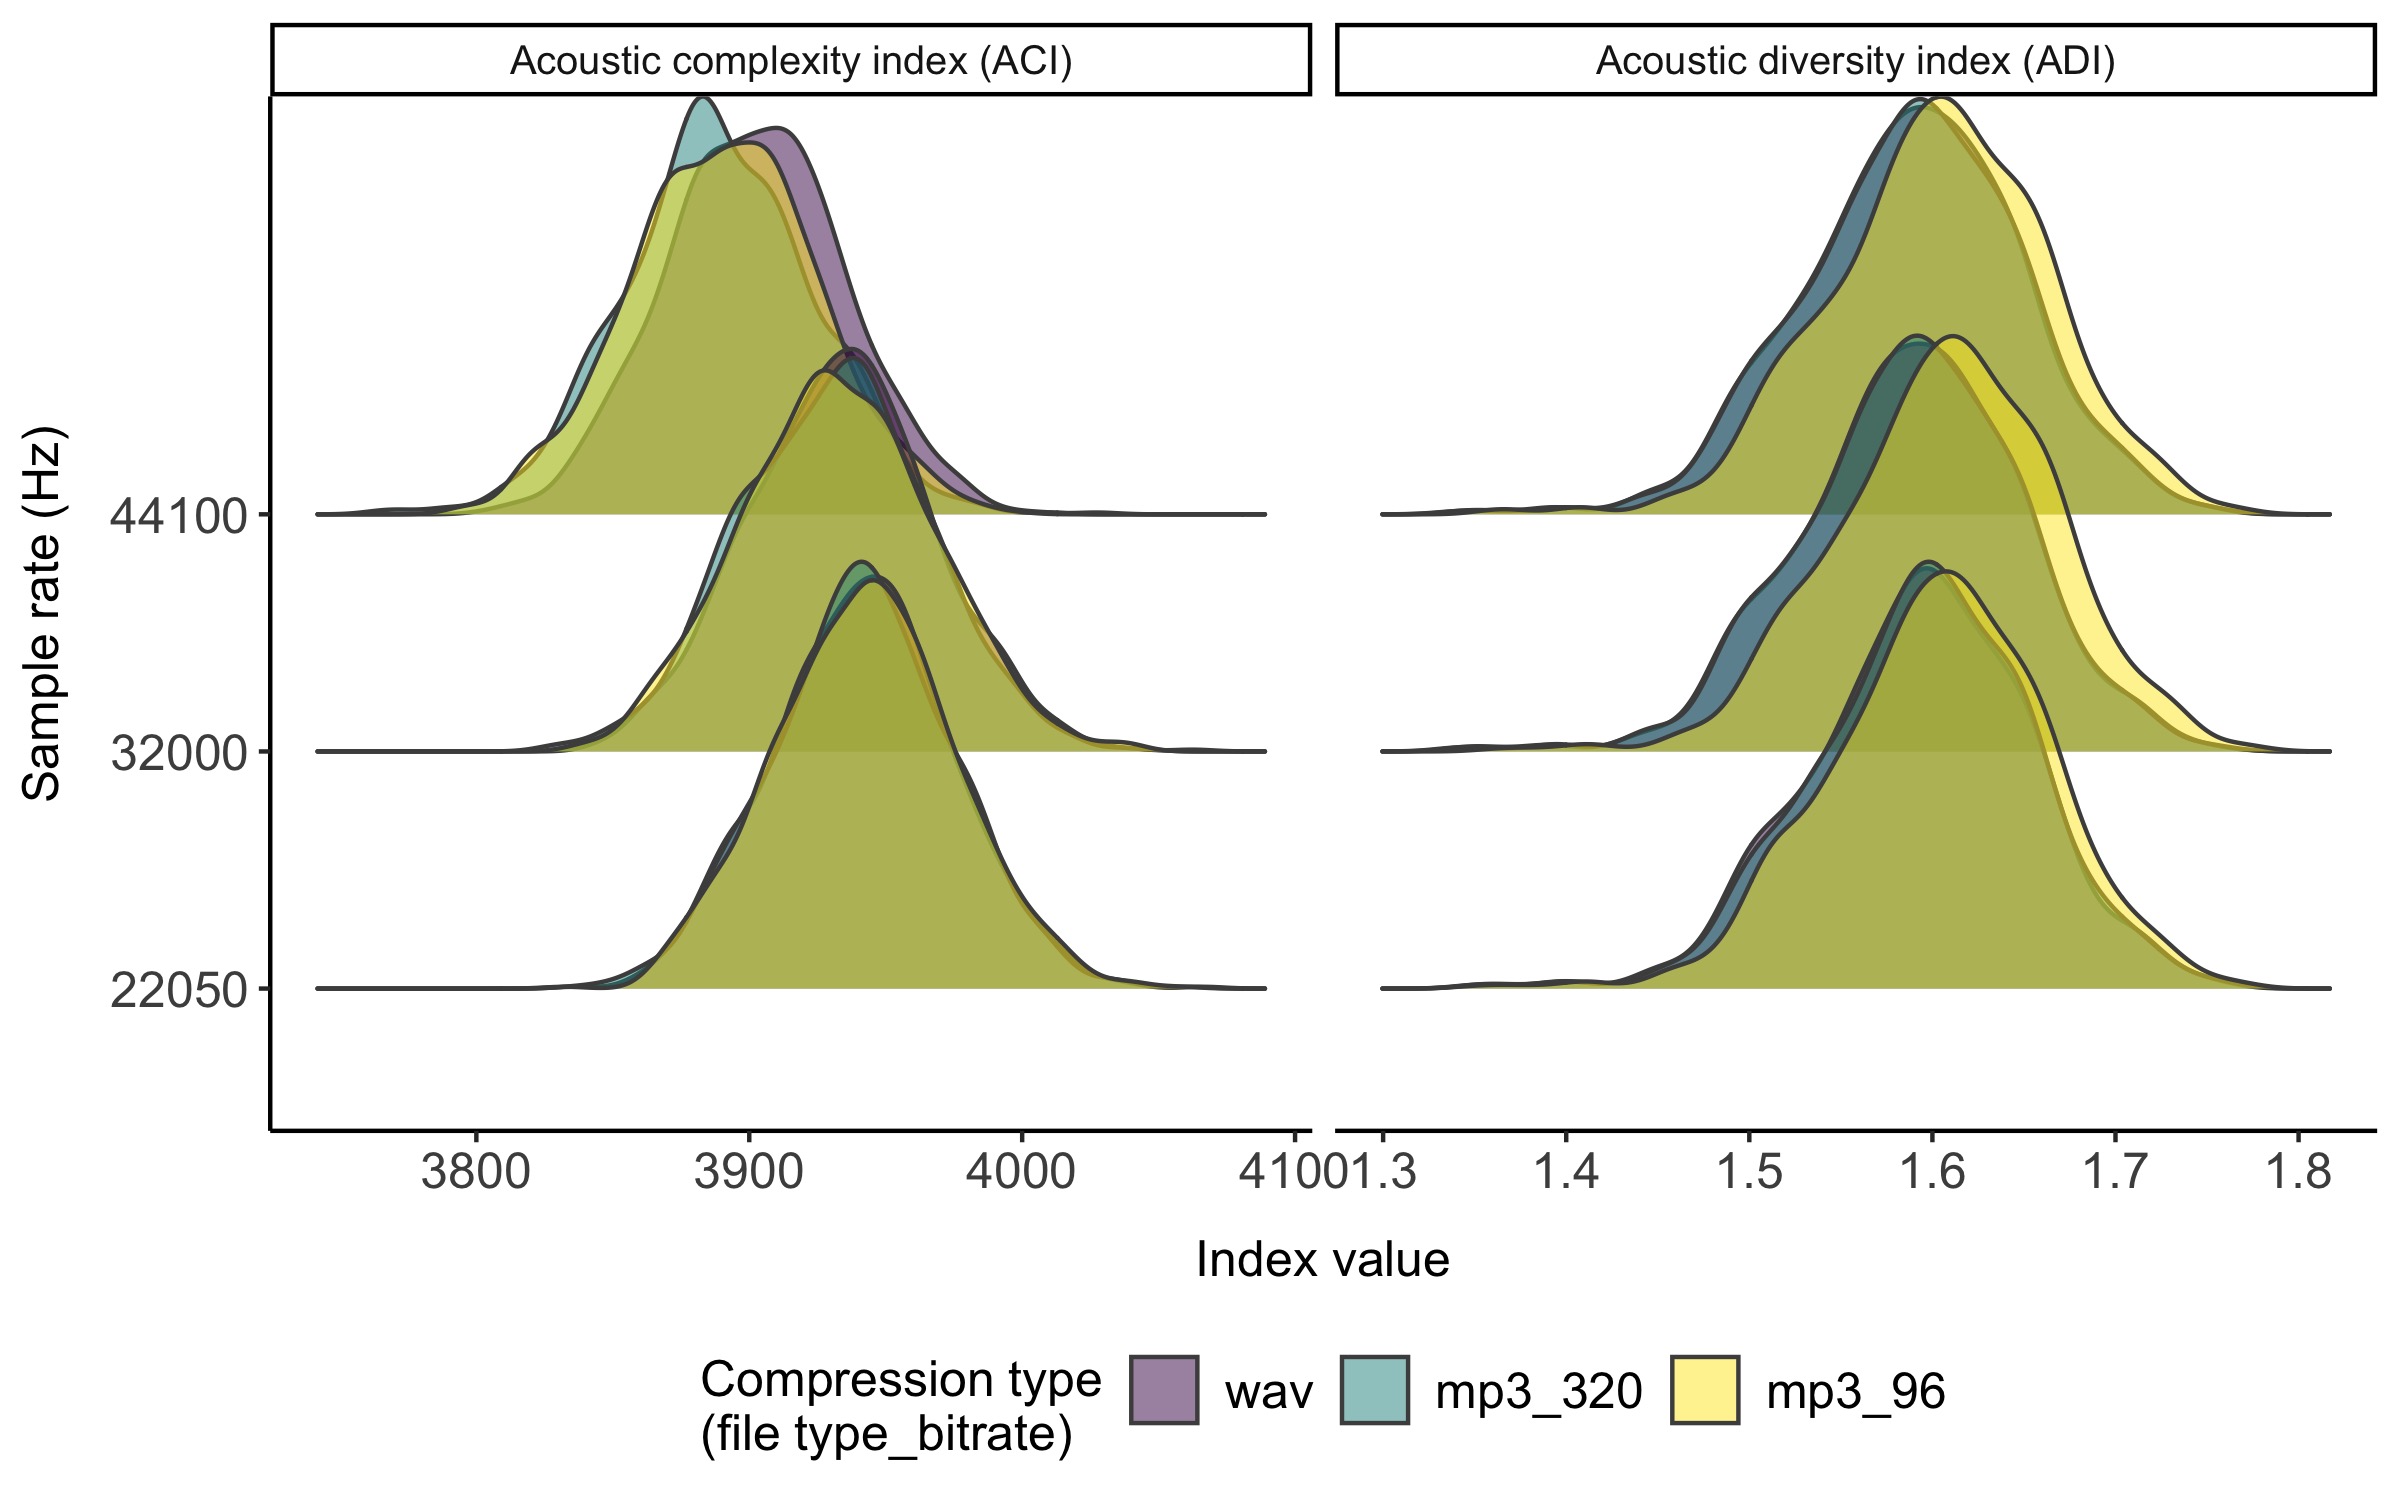 Acoustic complexity index (ACI)
Acoustic diversity index (ADI)
Sample rate (Hz)
44100
32000
22050
3800 3900 4000 4100
1.3 1.4 1.5 1.6 1.7 1.8
Index value
Compression type
(file type_bitrate)
wav mp3_320 mp3_96